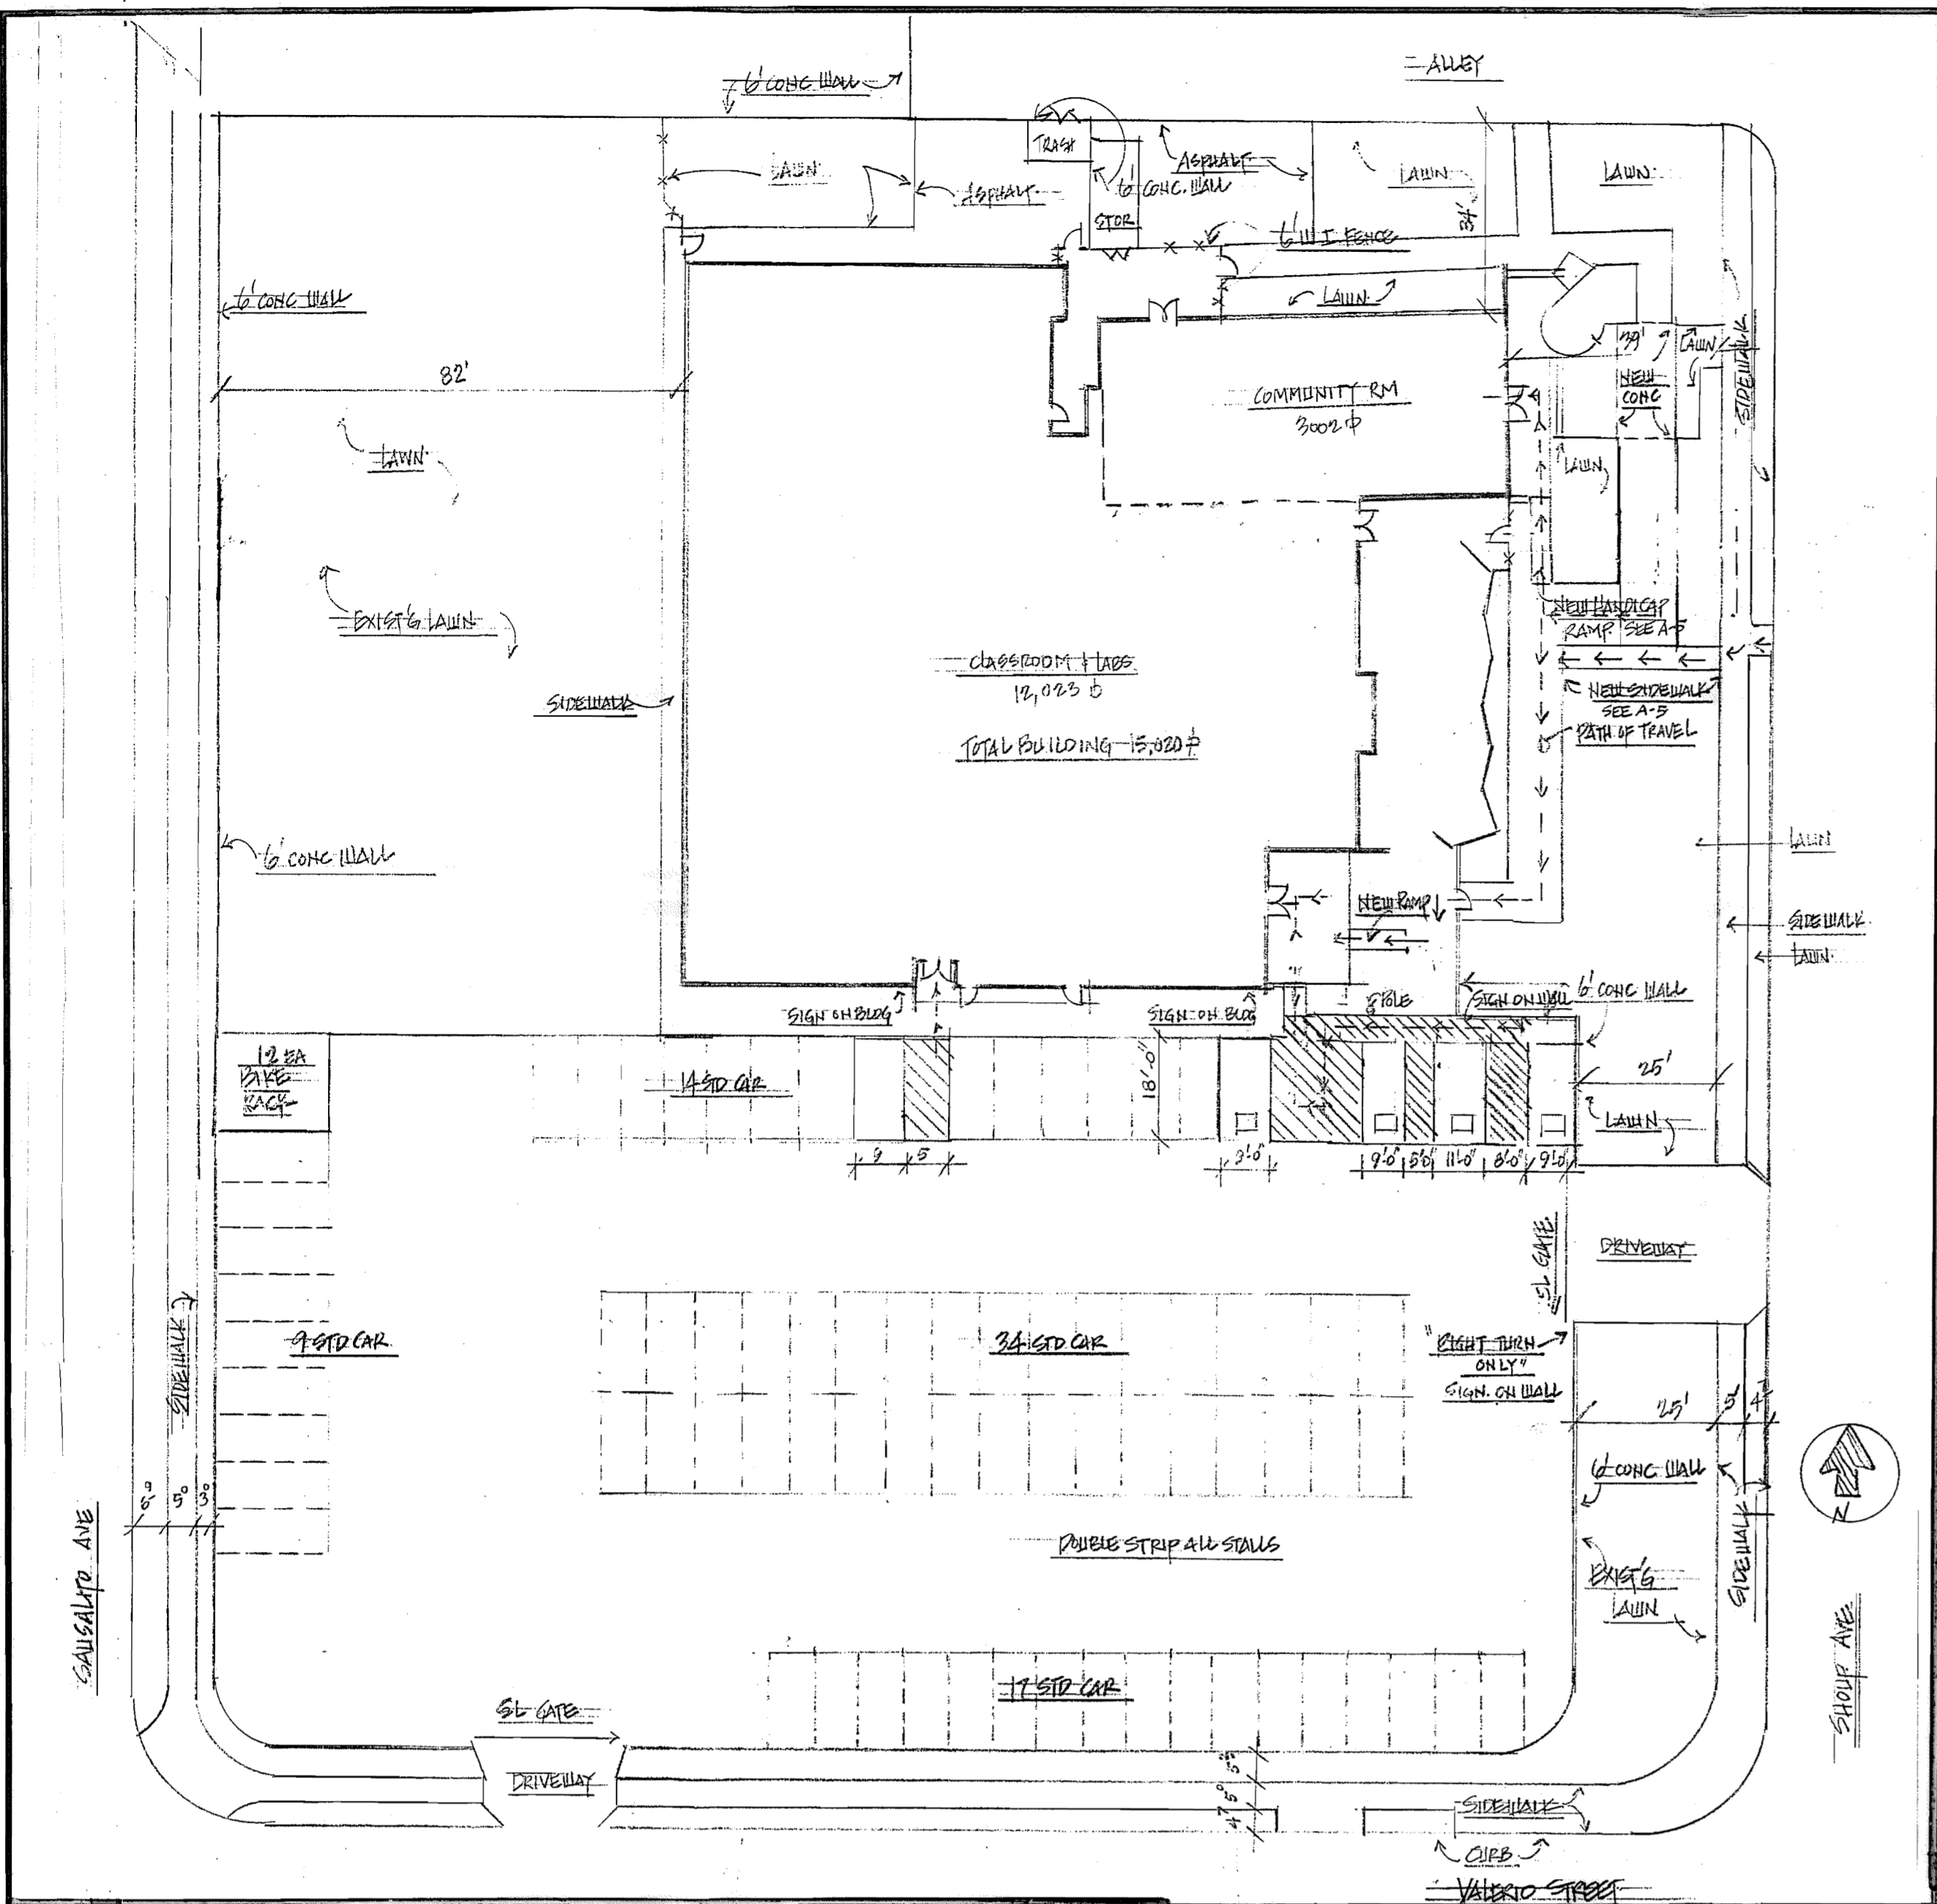 ALLEY
6' CONC WALL
TRASH
LAWN
ASPHALT
6' CONC. WALL
ASPHALT
LAWN
LAWN
STOR
34'
6' W.I. FENCE
6' CONC WALL
LAWN
SIDEWALK
82'
39'
LAWN
NEW
CONC
COMMUNITY RM
3002 ф
LAWN
LAWN
EXIST'G LAWN
NEW HANDICAP
RAMP. SEE A-5
CLASSROOM & LABS
12,023 ф
NEW SIDEWALK
SEE A-5
PATH OF TRAVEL
SIDEWALK
TOTAL BUILDING 15,020 ф
LAWN
6' CONC WALL
NEW RAMP
SIDEWALK
LAWN
SIGN ON BLDG
SIGN ON BLDG
POLE
SIGN ON WALL
6' CONC WALL
12 EA
BIKE
RACK
14 STD CAR
18'-0"
25'
LAWN
9
5
9'-0"
9'-0"
5'-0"
11'-0"
8'-0"
9'-0"
SL GATE
DRIVEWAY
SIDEWALK
9 STD CAR
34 STD CAR
"RIGHT TURN
ONLY"
SIGN ON WALL
25'
5'
4'
6' CONC WALL
N
5⁰
3⁰
SAUSALITO AVE
DOUBLE STRIP ALL STALLS
EXIST'G
LAWN
SIDEWALK
SHOUP AVE.
17 STD CAR
SL GATE
DRIVEWAY
5⁰
SIDEWALK
CURB
VALERIO STREET